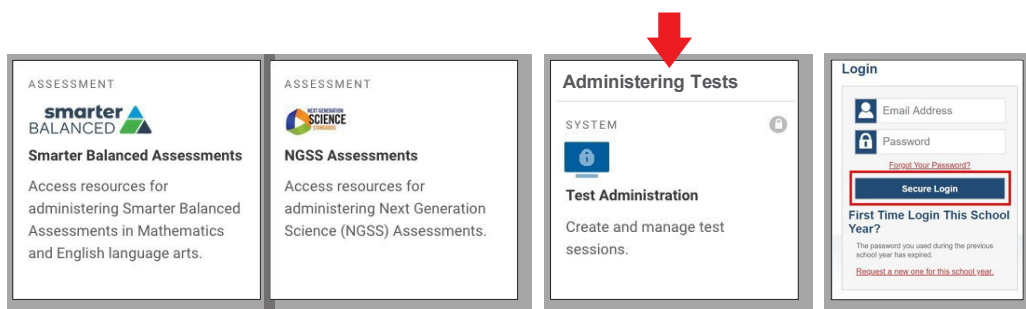 ASSESSMENT
smarter
BALANCED
Smarter Balanced Assessments
Access resources for
administering Smarter Balanced
Assessments in Mathematics
and English language arts.
ASSESSMENT
NEXT GENERATION
SCIENCE
STANDARDS
NGSS Assessments
Access resources for
administering Next Generation
Science (NGSS) Assessments.
Administering Tests
SYSTEM
Test Administration
Create and manage test
sessions.
Login
Email Address
Password
Forgot Your Password?
Secure Login
First Time Login This School
Year?
The password you used during the previous
school year has expired.
Request a new one for this school year.